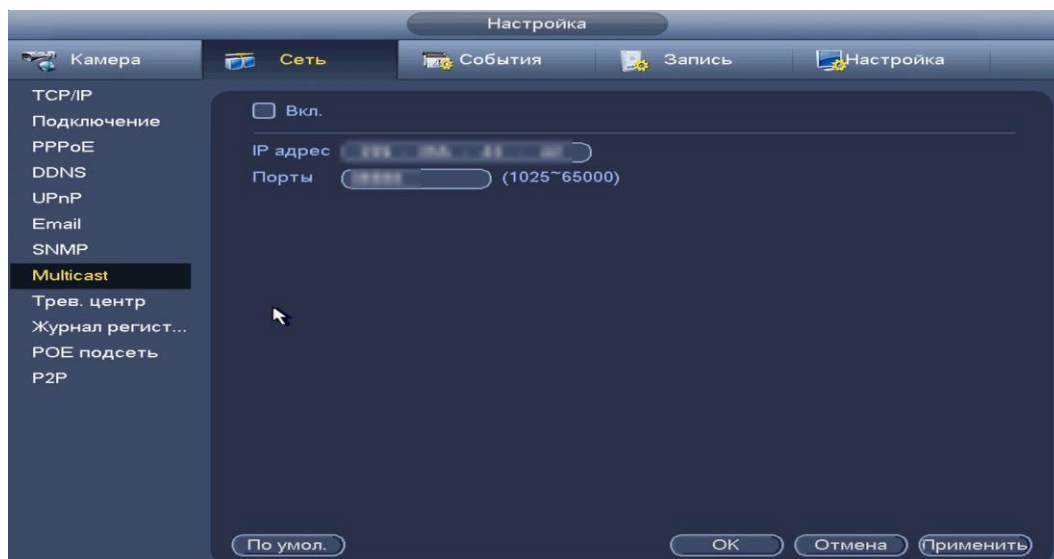 Настройка
Камера
Сеть
События
Запись
Настройка
TCP/IP
Подключение
PPPoE
DDNS
UPnP
Email
SNMP
Multicast
Трев. центр
Журнал регист...
POE подсеть
P2P
Вкл.
IP адрес
Порты (1025~65000)
По умол.
OK
Отмена
Применить